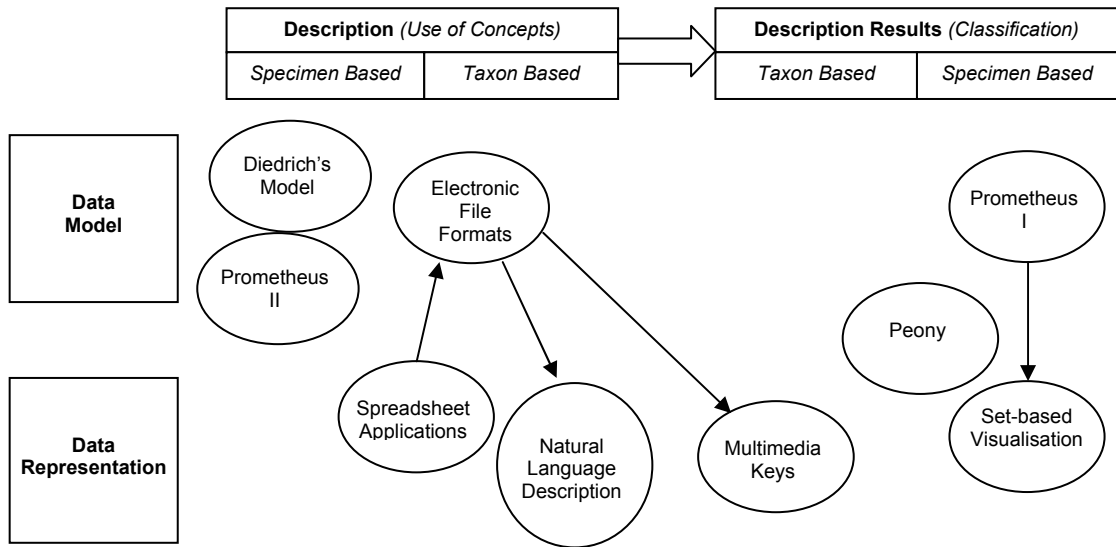 Description (Use of Concepts)
Description Results (Classification)
Specimen Based
Taxon Based
Taxon Based
Specimen Based
Data
Model
Diedrich's
Model
Prometheus
II
Electronic
File
Formats
Prometheus
I
Peony
Data
Representation
Spreadsheet
Applications
Natural
Language
Description
Multimedia
Keys
Set-based
Visualisation